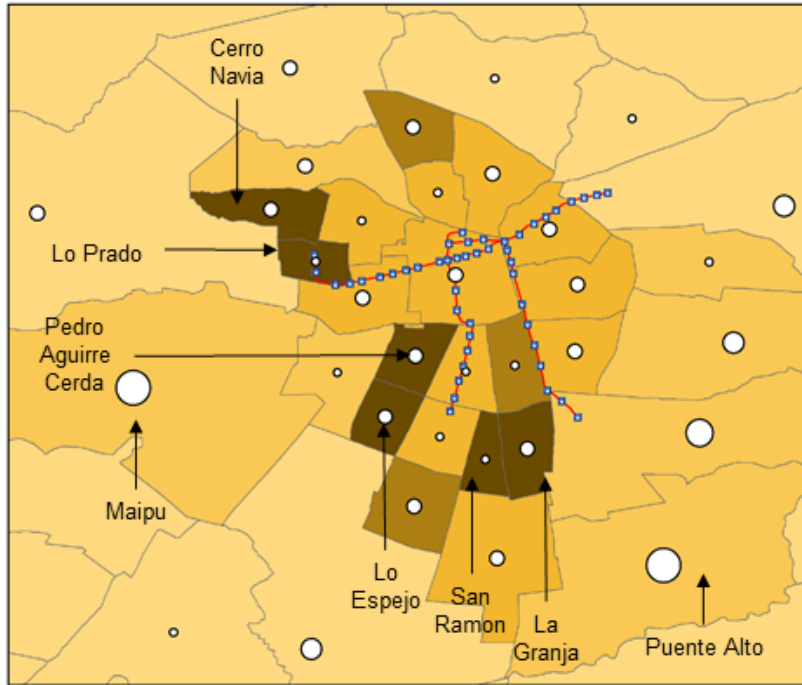 Cerro
Navia
Lo Prado
Pedro
Aguirre
Cerda
Maipu
Lo
Espejo
San
Ramon
La
Granja
Puente Alto